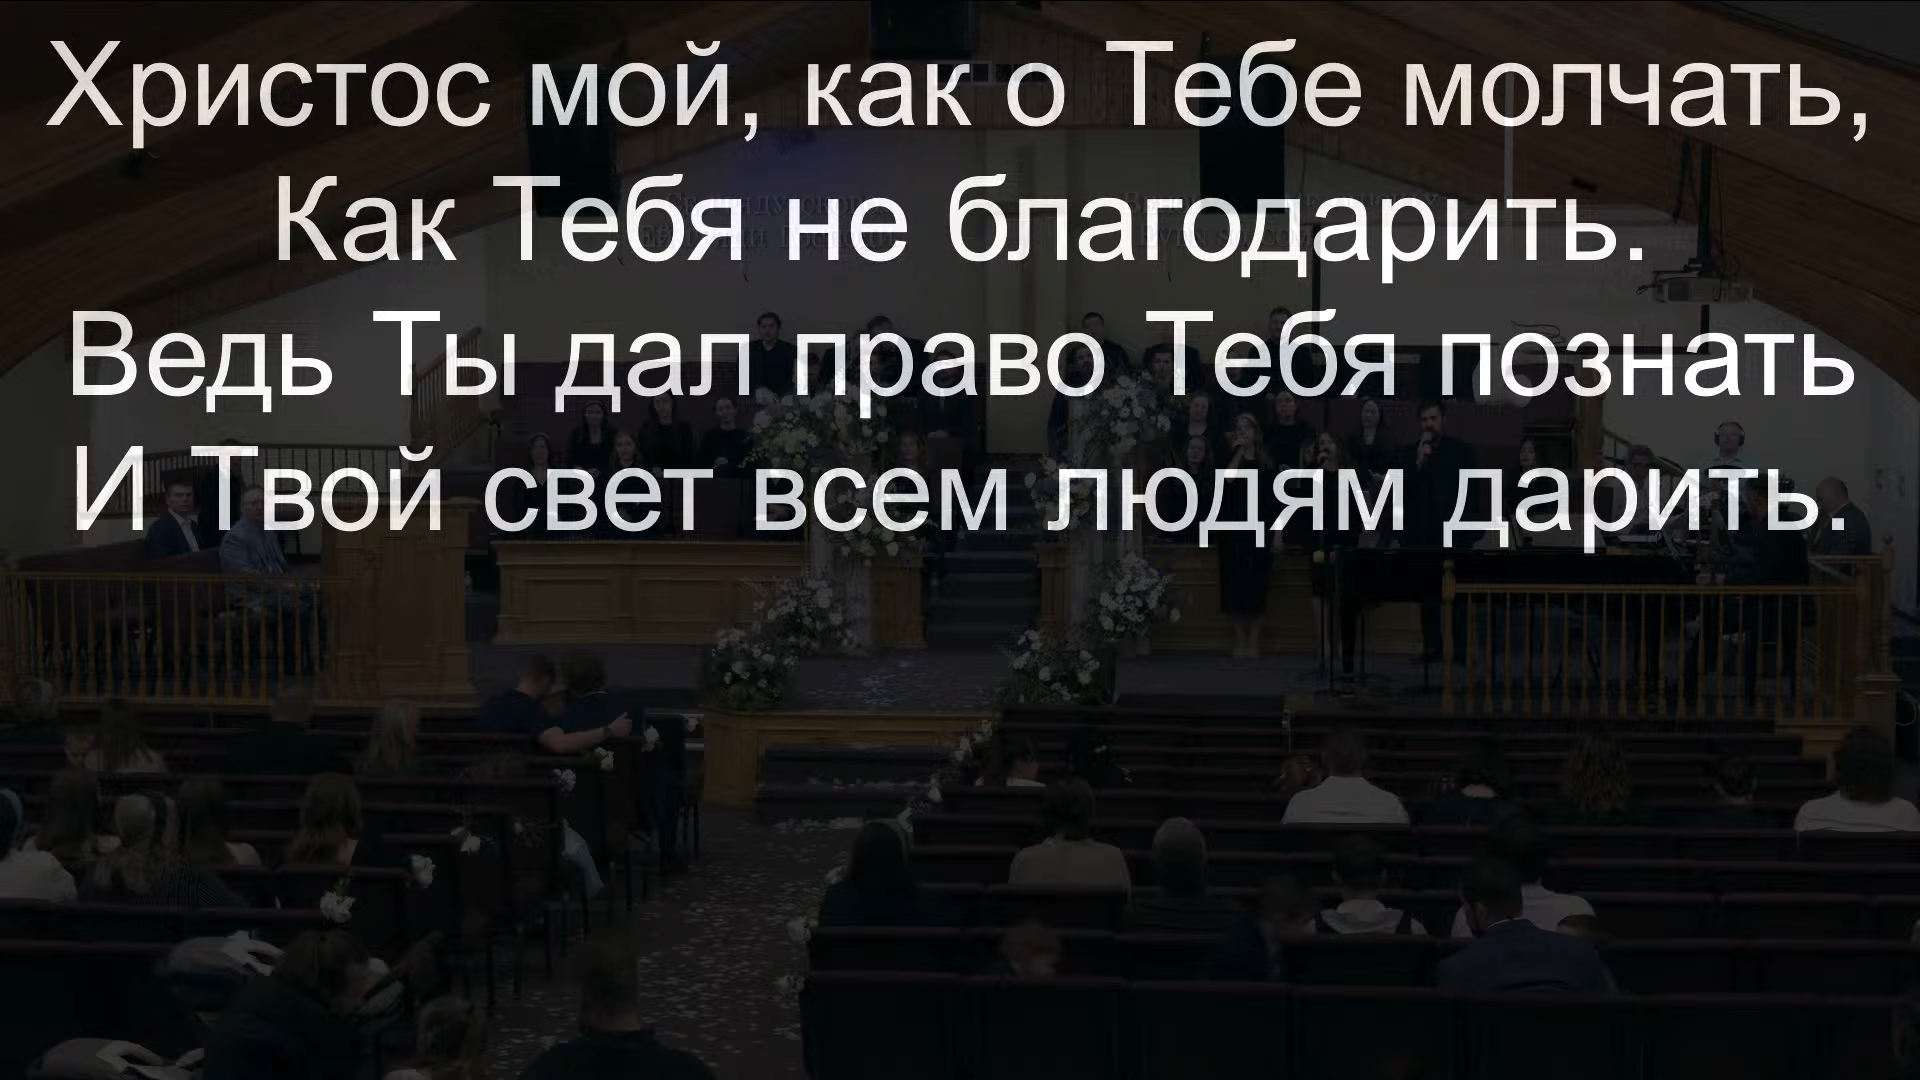 Христос мой, как о Тебе молчать,
Как Тебя не благодарить.
Ведь Ты дал право Тебя познать
И Твой свет всем людям дарить.